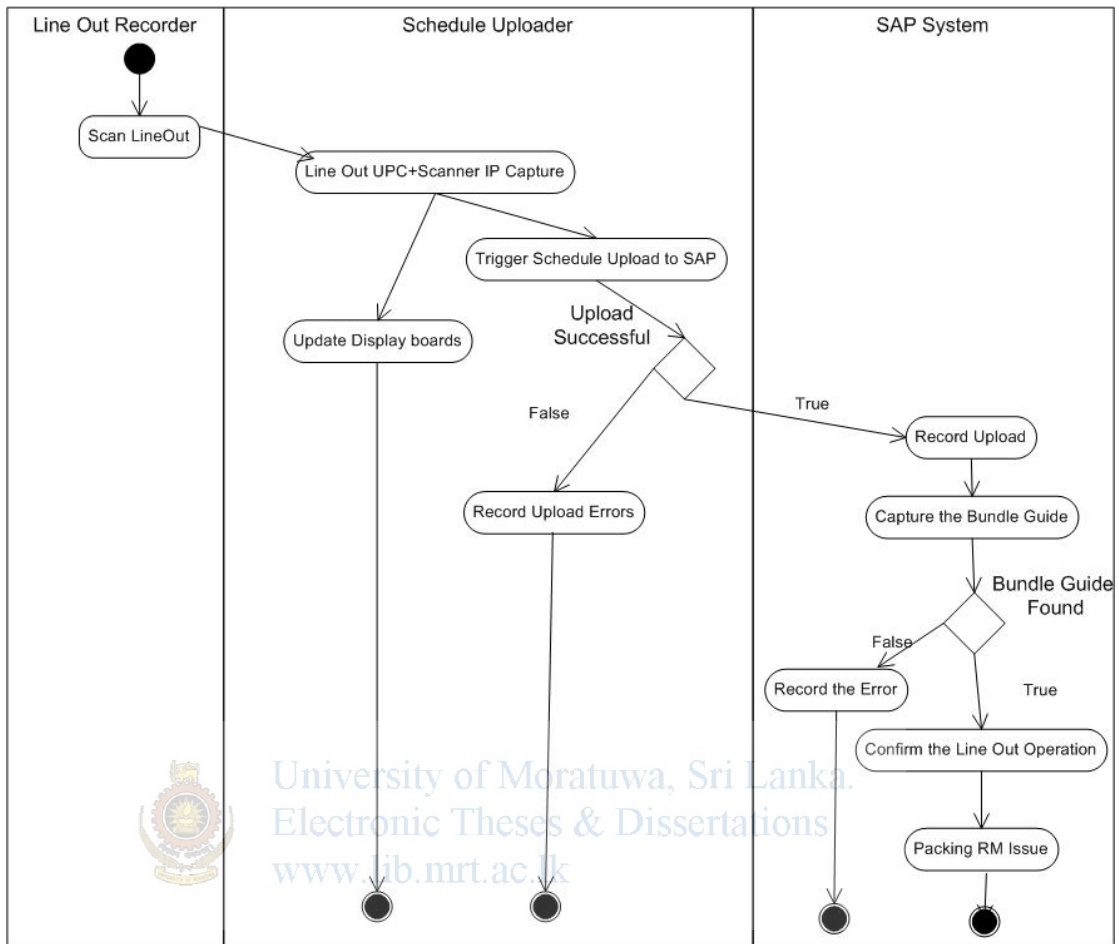 Line Out Recorder
Schedule Uploader
SAP System
Scan LineOut
Line Out UPC+Scanner IP Capture
Trigger Schedule Upload to SAP
Update Display boards
Upload
Successful
False
True
Record Upload Errors
Record Upload
Capture the Bundle Guide
Bundle Guide
Found
False
True
Record the Error
Confirm the Line Out Operation
Packing RM Issue
University of Moratuwa, Sri Lanka.
Electronic Theses & Dissertations
www.lib.mrt.ac.lk